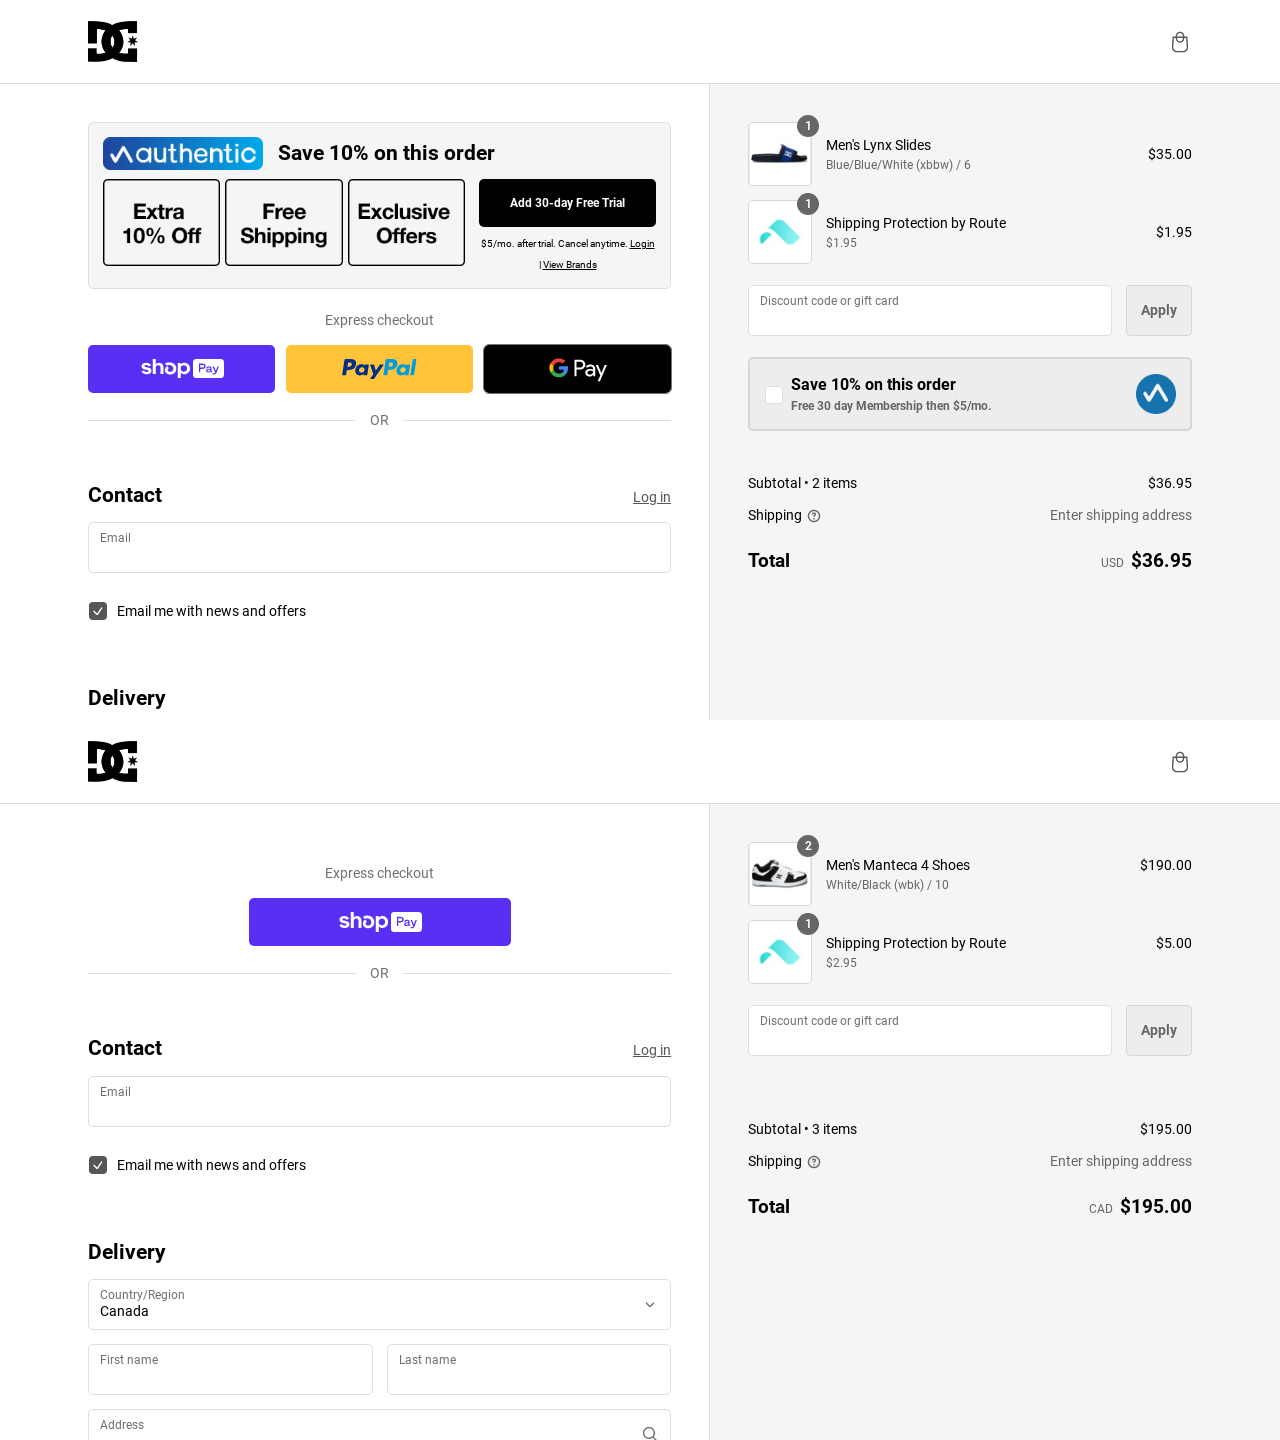 DC
authentic
Save 10% on this order
Extra
10% Off
Free
Shipping
Exclusive
Offers
Add 30-day Free Trial
$5/mo. after trial. Cancel anytime. Login
| View Brands
Express checkout
shop Pay
PayPal
G Pay
OR
Contact
Log in
Email
Email me with news and offers
Delivery
1
Men's Lynx Slides
Blue/Blue/White (xbbw) / 6
$35.00
1
Shipping Protection by Route
$1.95
$1.95
Discount code or gift card
Apply
Save 10% on this order
Free 30 day Membership then $5/mo.
Subtotal • 2 items
$36.95
Shipping
Enter shipping address
Total
USD $36.95
DC
Express checkout
shop Pay
OR
Contact
Log in
Email
Email me with news and offers
Delivery
Country/Region
Canada
First name
Last name
Address
2
Men's Manteca 4 Shoes
White/Black (wbk) / 10
$190.00
1
Shipping Protection by Route
$2.95
$5.00
Discount code or gift card
Apply
Subtotal • 3 items
$195.00
Shipping
Enter shipping address
Total
CAD $195.00